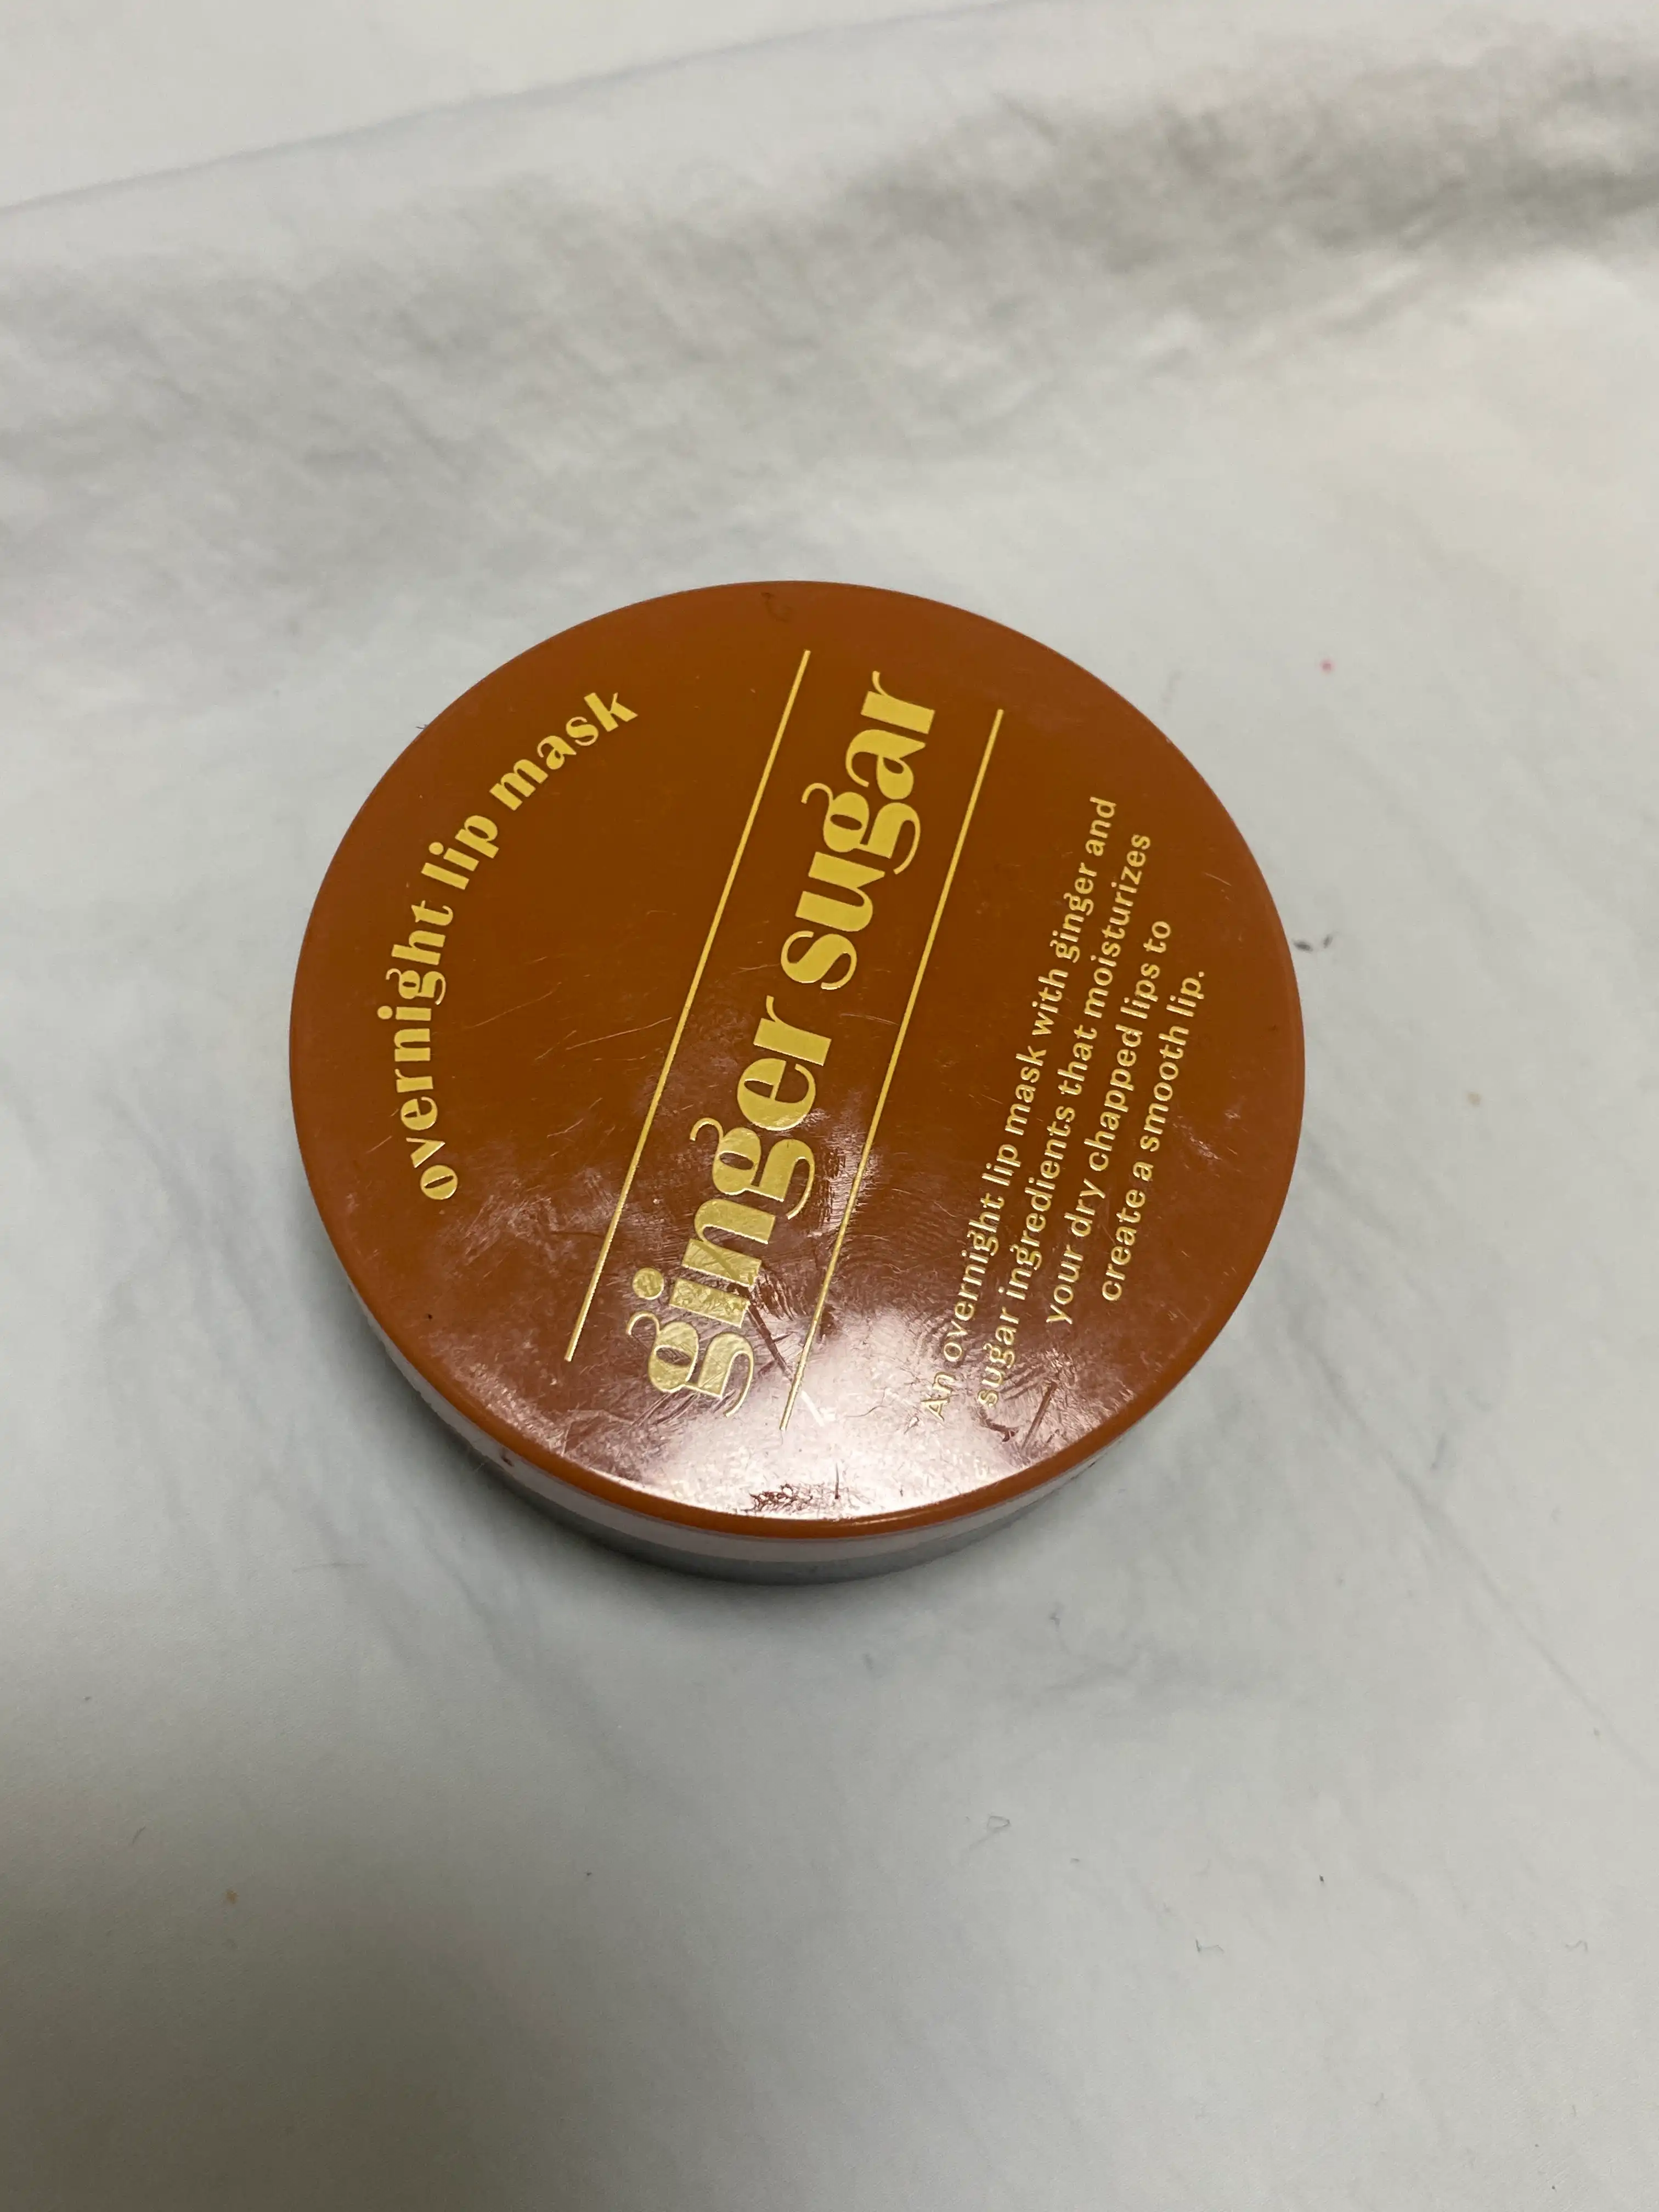 overnight lip mask
ginger sugar
An overnight lip mask with ginger and
sugar ingredients that moisturizes
your dry chapped lips to
create a smooth lip.